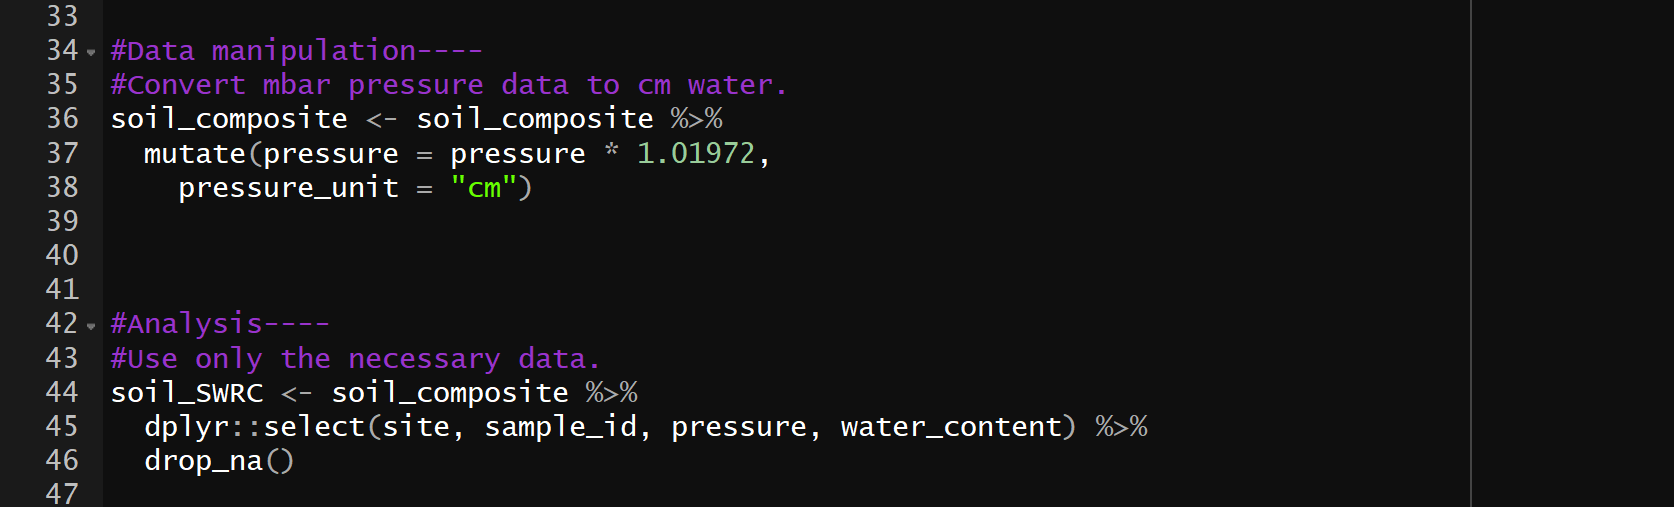 33
34 #Data manipulation----
35 #Convert mbar pressure data to cm water.
36 soil_composite <- soil_composite %>%
37   mutate(pressure = pressure * 1.01972,
38     pressure_unit = "cm")
39
40
41
42 #Analysis----
43 #Use only the necessary data.
44 soil_SWRC <- soil_composite %>%
45   dplyr::select(site, sample_id, pressure, water_content) %>%
46   drop_na()
47